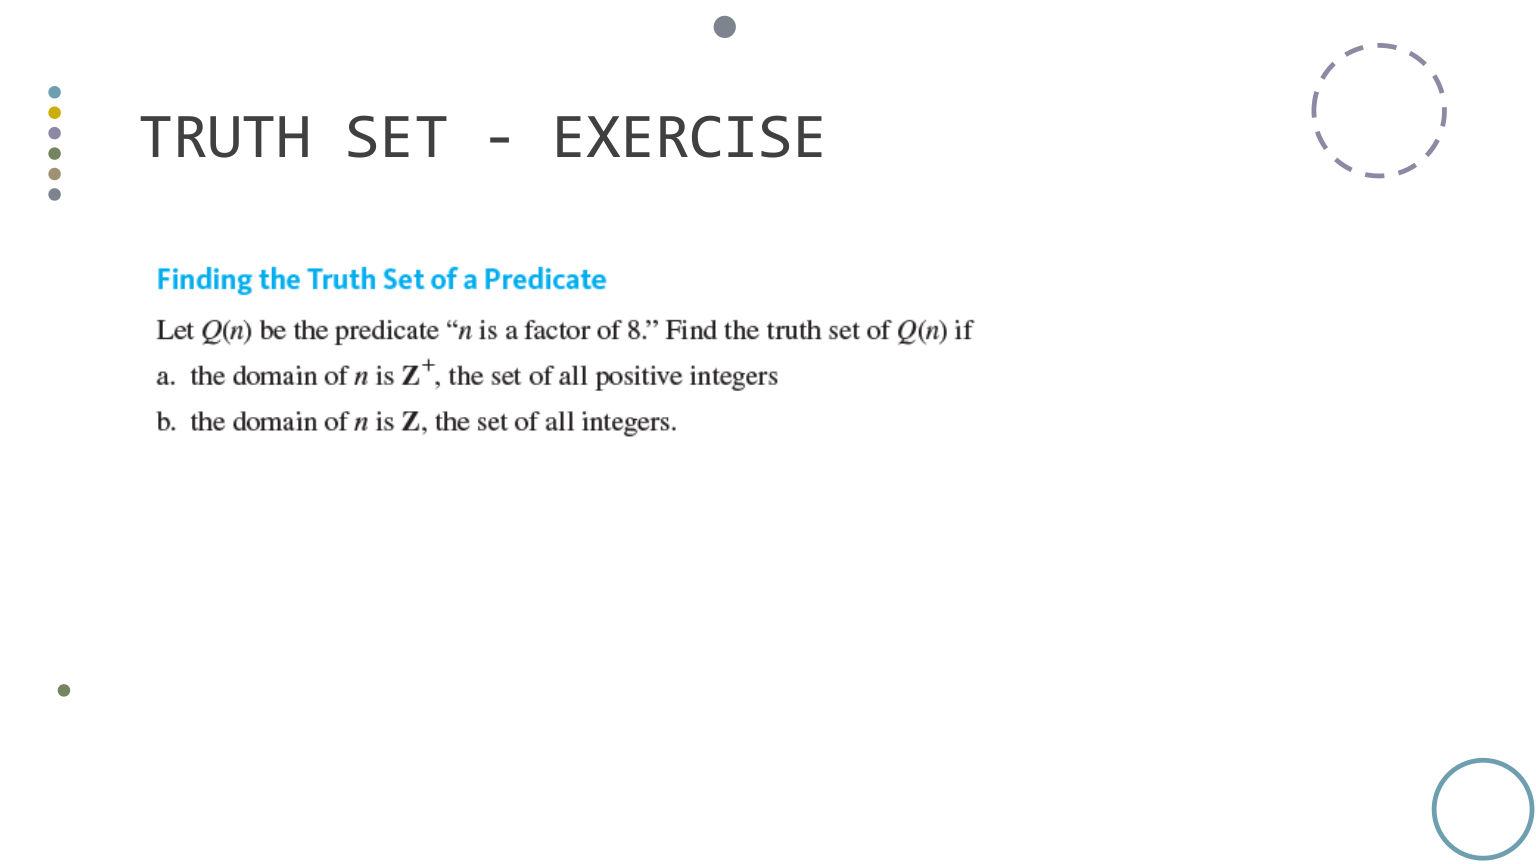 TRUTH SET - EXERCISE
Finding the Truth Set of a Predicate
Let Q(n) be the predicate “n is a factor of 8.” Find the truth set of Q(n) if
a. the domain of n is Z⁺, the set of all positive integers
b. the domain of n is Z, the set of all integers.